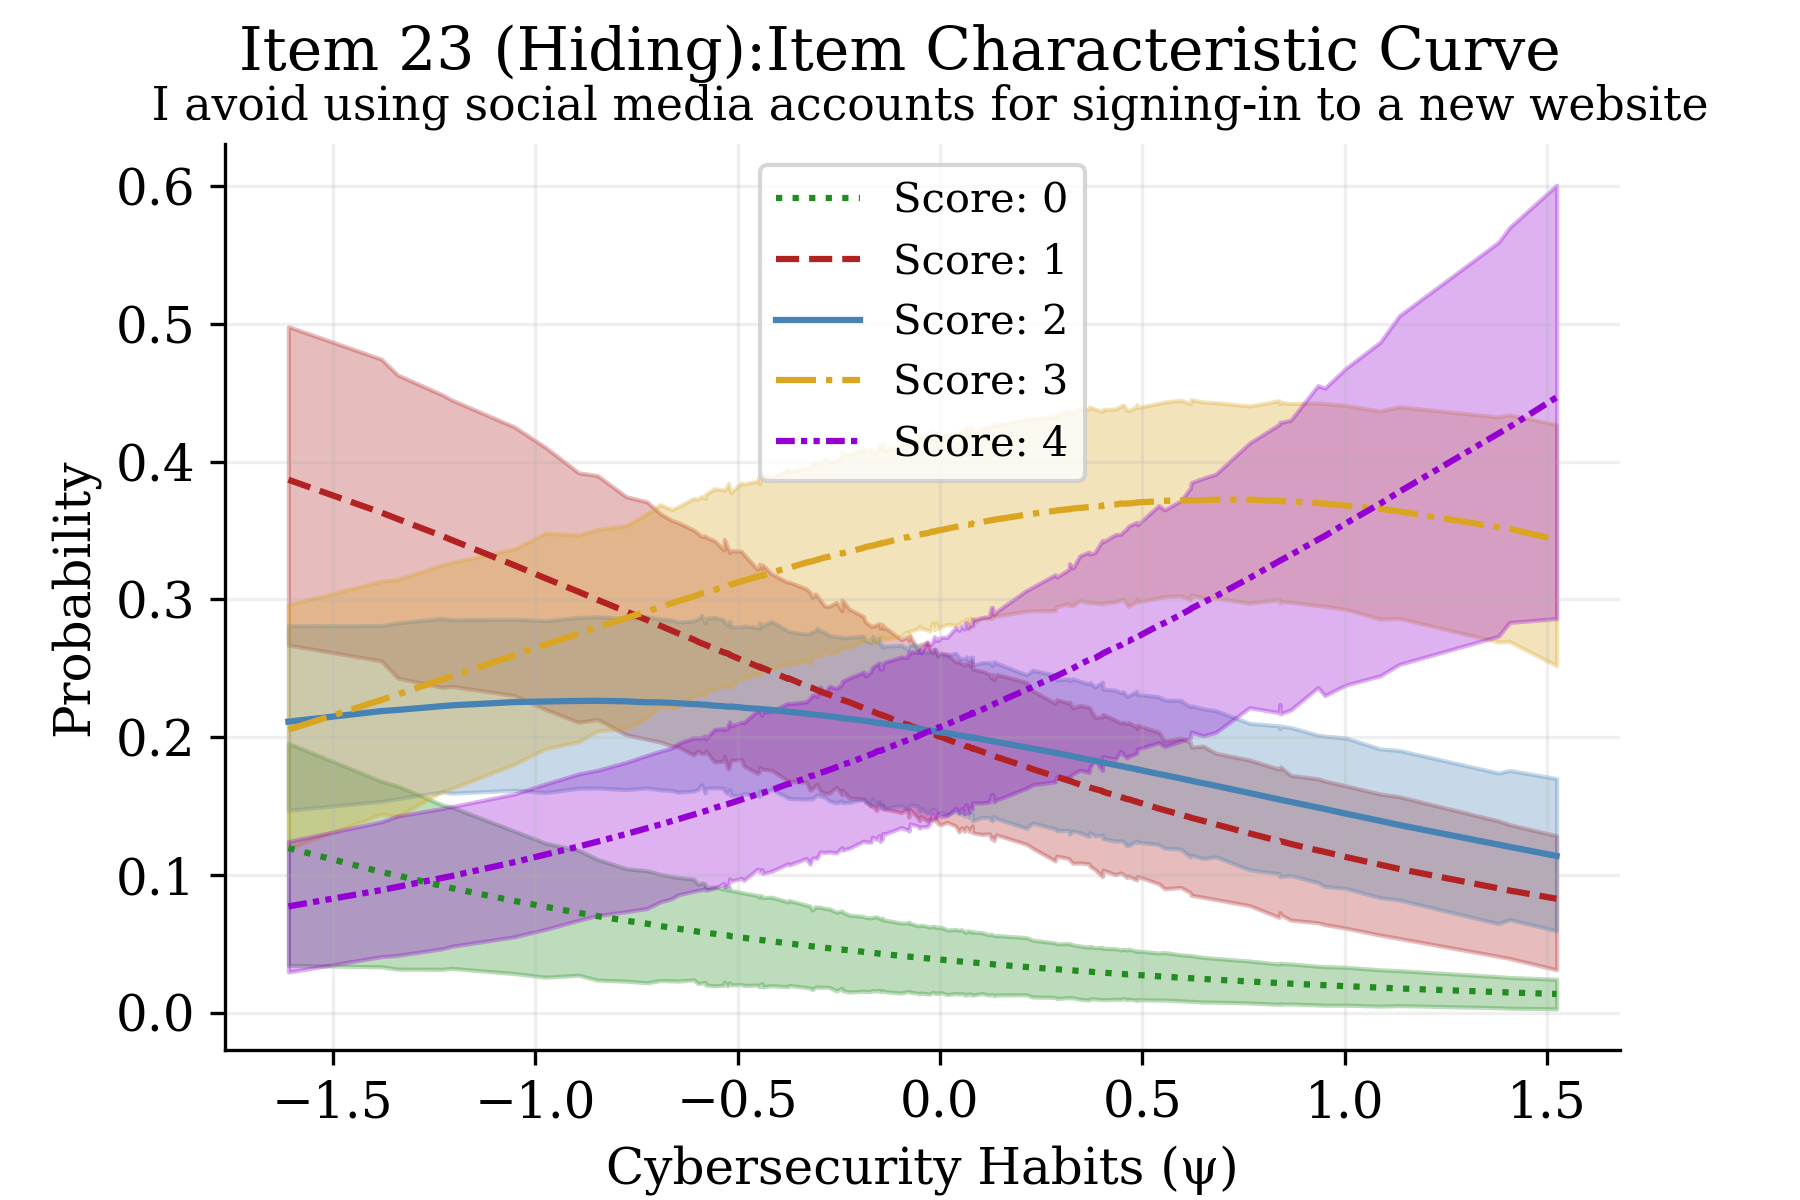 Item 23 (Hiding):Item Characteristic Curve
I avoid using social media accounts for signing-in to a new website
Score: 0
Score: 1
Score: 2
Score: 3
Score: 4
Probability
0.6
0.5
0.4
0.3
0.2
0.1
0.0
−1.5 −1.0 −0.5 0.0 0.5 1.0 1.5
Cybersecurity Habits (ψ)